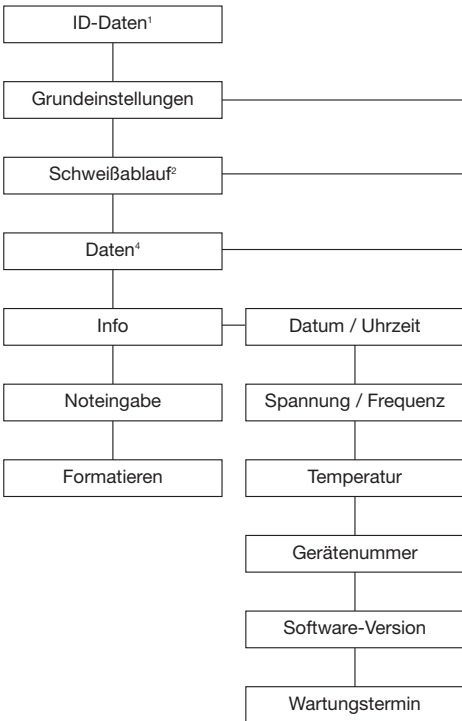 ID-Daten¹
Grundeinstellungen
Schweißablauf²
Daten⁴
Info
Datum / Uhrzeit
Noteingabe
Spannung / Frequenz
Formatieren
Temperatur
Gerätenummer
Software-Version
Wartungstermin